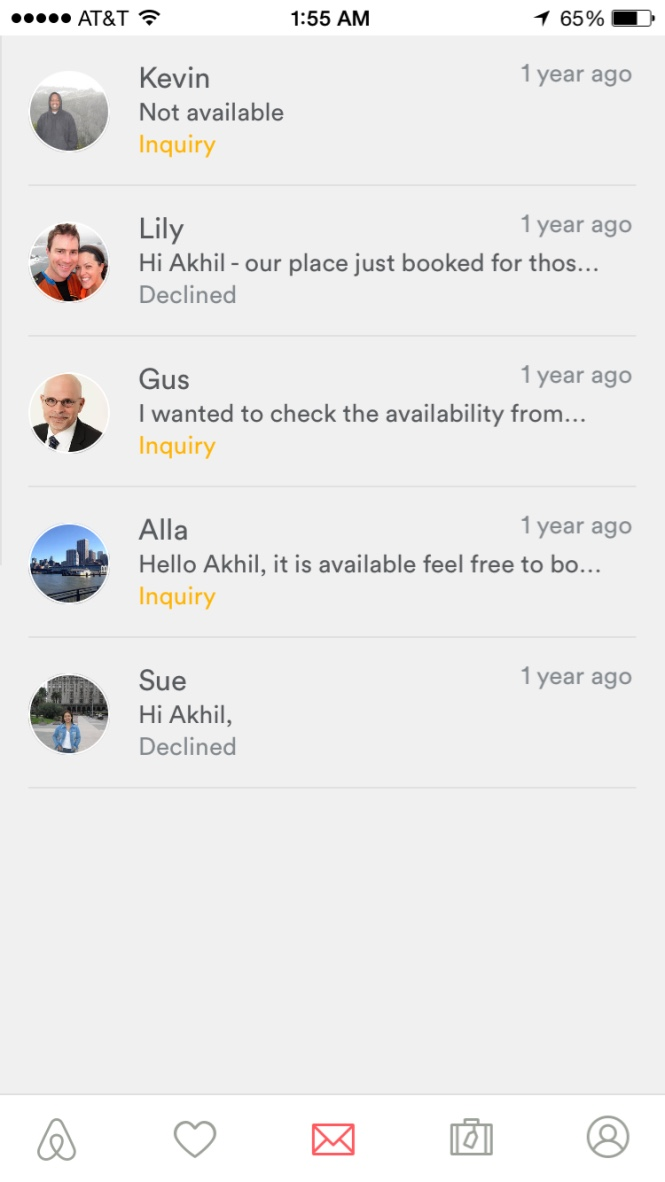 AT&T 1:55 AM 65%
Kevin 1 year ago
Not available
Inquiry
Lily 1 year ago
Hi Akhil - our place just booked for thos...
Declined
Gus 1 year ago
I wanted to check the availability from...
Inquiry
Alla 1 year ago
Hello Akhil, it is available feel free to bo...
Inquiry
Sue 1 year ago
Hi Akhil,
Declined